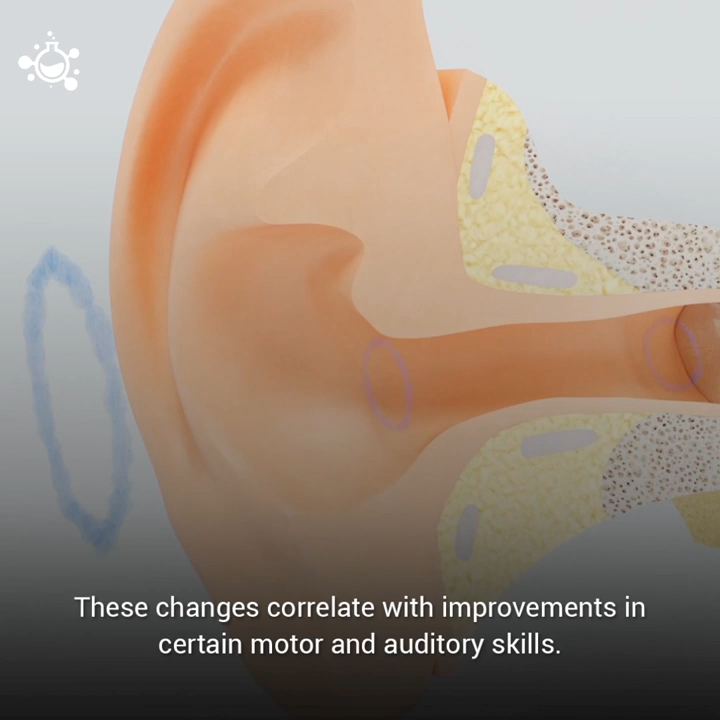 These changes correlate with improvements in
certain motor and auditory skills.